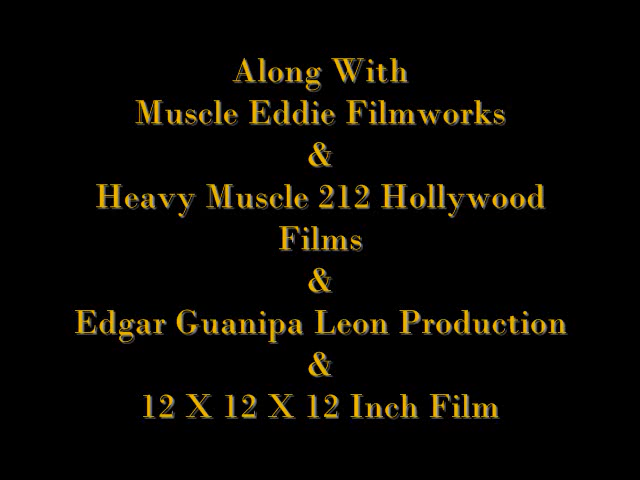 Along With
Muscle Eddie Filmworks
&
Heavy Muscle 212 Hollywood
Films
&
Edgar Guanipa Leon Production
&
12 X 12 X 12 Inch Film